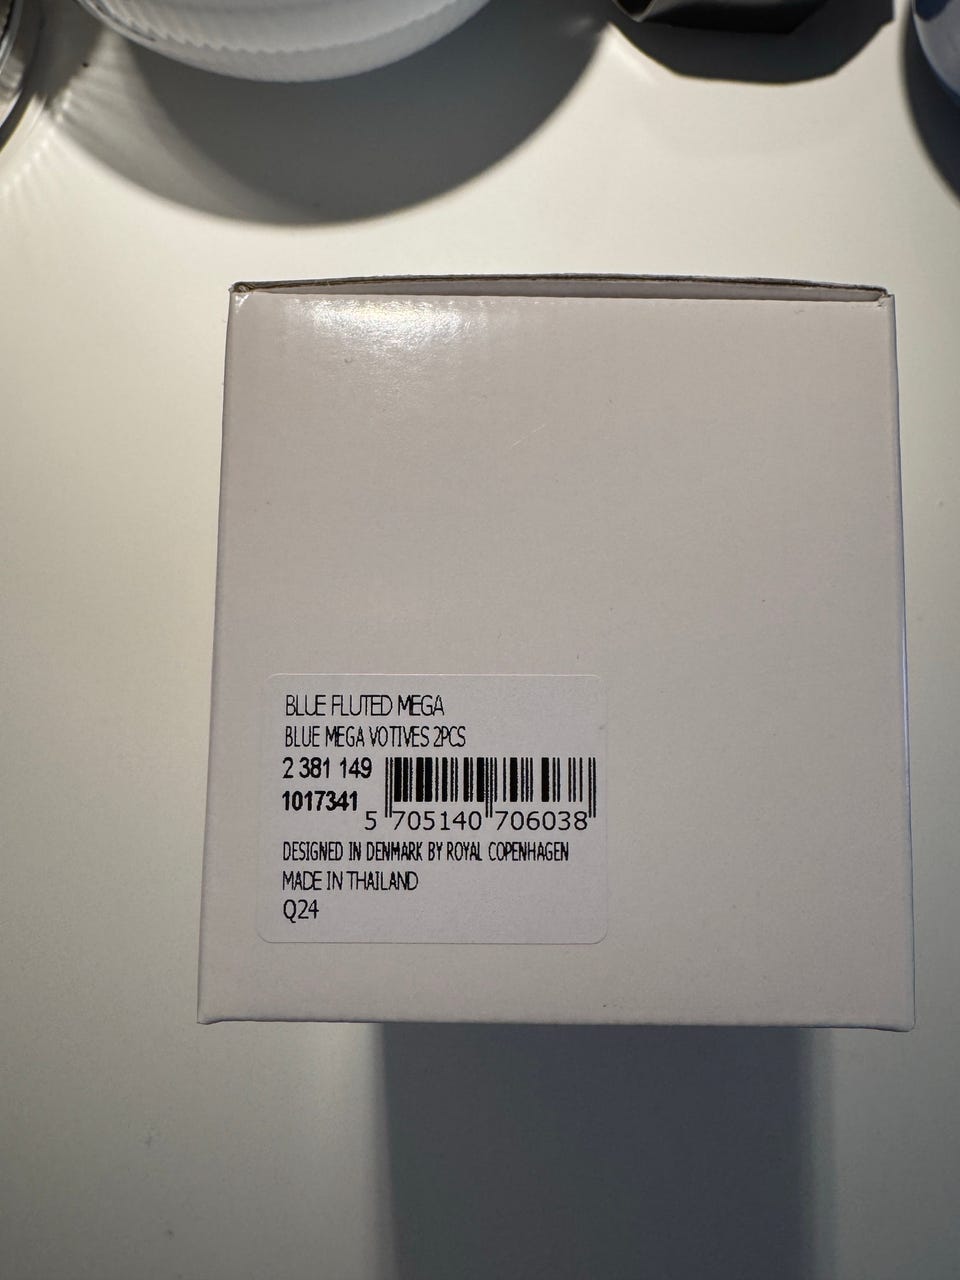 BLUE FLUTED MEGA
BLUE MEGA VOTIVES 2PCS
2 381 149
1017341
5 705140 706038
DESIGNED IN DENMARK BY ROYAL COPENHAGEN
MADE IN THAILAND
Q24